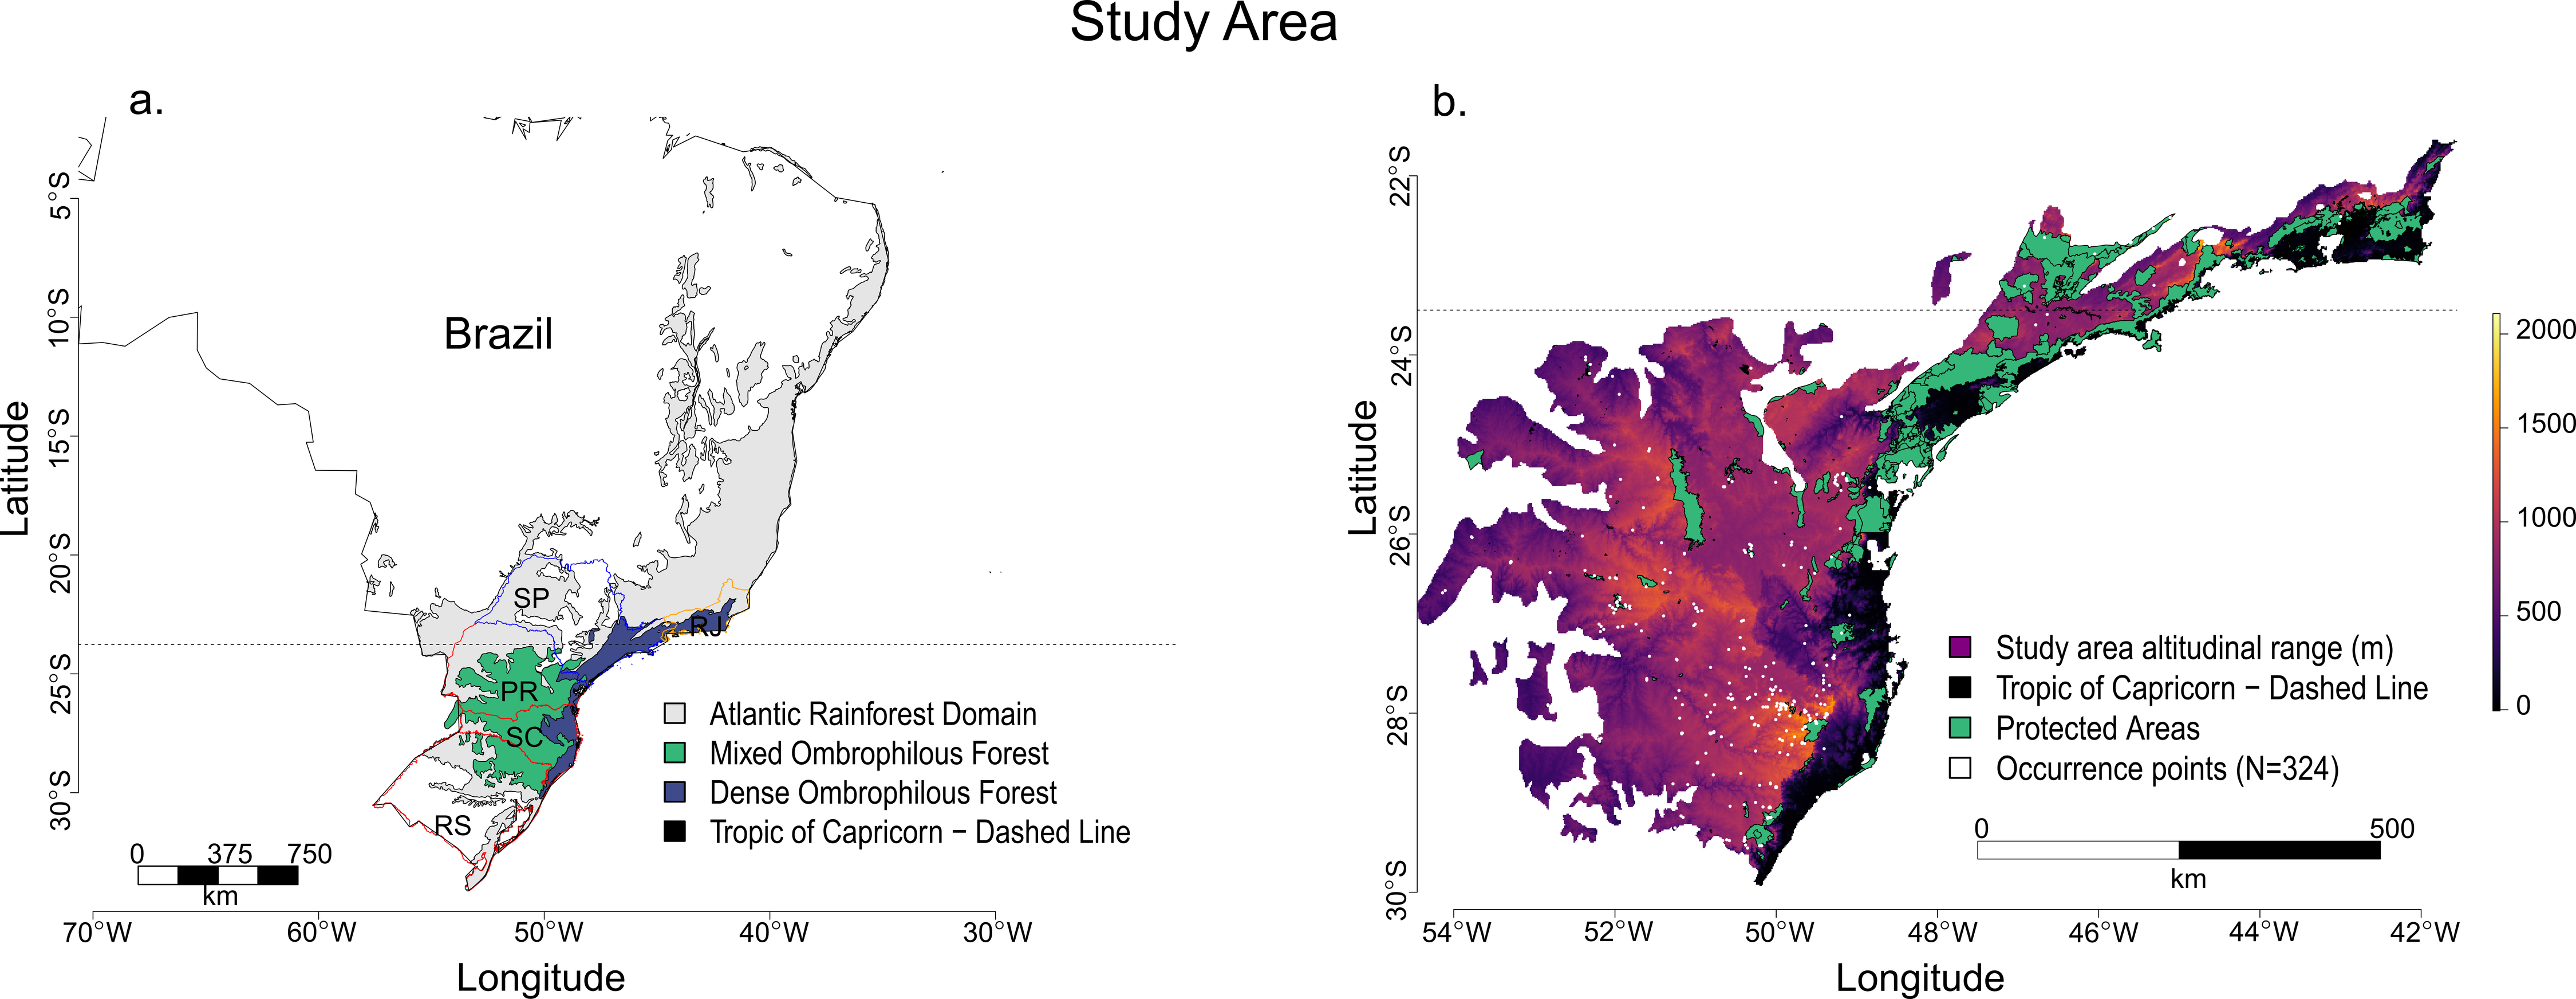 Study Area
a.
5°S
10°S
15°S
20°S
25°S
30°S
Latitude
Brazil
SP
RJ
PR
SC
RS
Atlantic Rainforest Domain
Mixed Ombrophilous Forest
Dense Ombrophilous Forest
Tropic of Capricorn − Dashed Line
0 375 750
km
70°W 60°W 50°W 40°W 30°W
Longitude
b.
22°S
24°S
26°S
28°S
30°S
Latitude
2000
1500
1000
500
0
Study area altitudinal range (m)
Tropic of Capricorn − Dashed Line
Protected Areas
Occurrence points (N=324)
0 500
km
54°W 52°W 50°W 48°W 46°W 44°W 42°W
Longitude